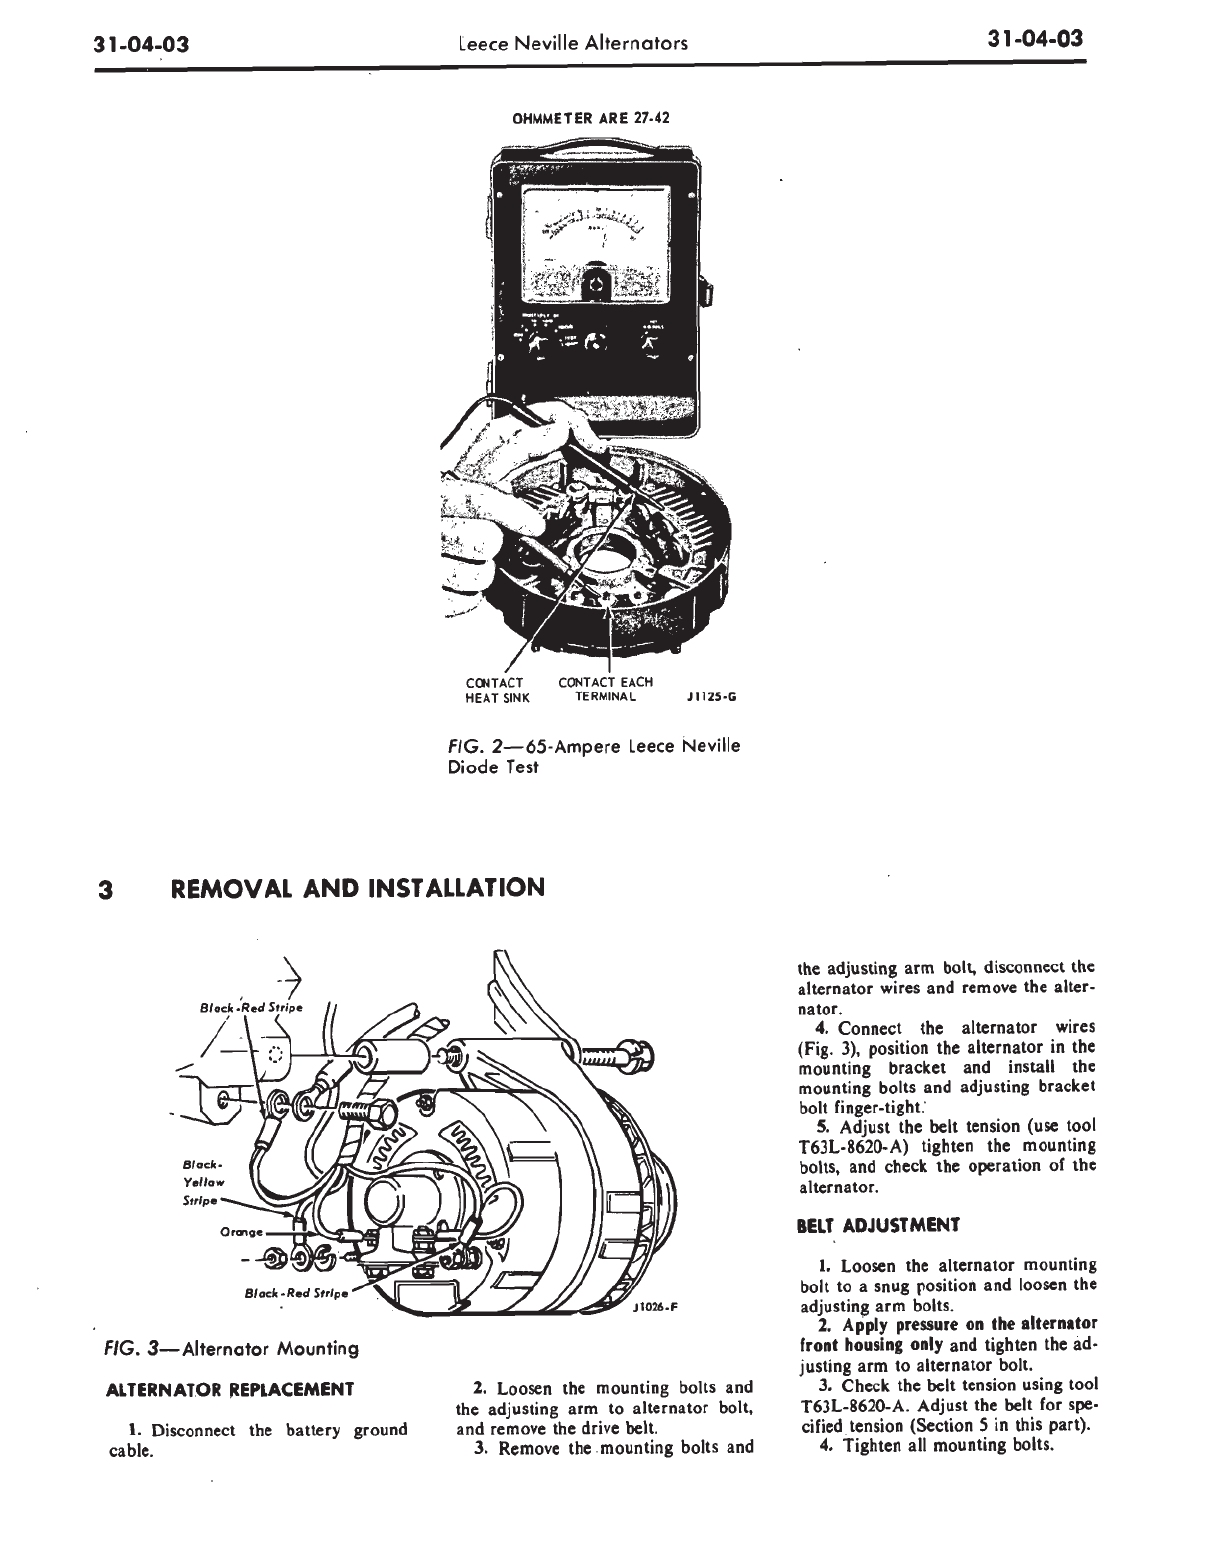 31-04-03
Leece Neville Alternators
31-04-03
OHMMETER ARE 27-42
CONTACT
HEAT SINK
CONTACT EACH
TERMINAL
J1125-G
FIG. 2—65-Ampere Leece Neville
Diode Test
3 REMOVAL AND INSTALLATION
Black-Red Stripe
Black-
Yellow
Stripe
Orange
Black-Red Stripe
J1026-F
FIG. 3—Alternator Mounting
ALTERNATOR REPLACEMENT
1. Disconnect the battery ground
cable.
2. Loosen the mounting bolts and
the adjusting arm to alternator bolt,
and remove the drive belt.
3. Remove the mounting bolts and
the adjusting arm bolt, disconnect the
alternator wires and remove the alter-
nator.
4. Connect the alternator wires
(Fig. 3), position the alternator in the
mounting bracket and install the
mounting bolts and adjusting bracket
bolt finger-tight.
5. Adjust the belt tension (use tool
T63L-8620-A) tighten the mounting
bolts, and check the operation of the
alternator.
BELT ADJUSTMENT
1. Loosen the alternator mounting
bolt to a snug position and loosen the
adjusting arm bolts.
2. Apply pressure on the alternator
front housing only and tighten the ad-
justing arm to alternator bolt.
3. Check the belt tension using tool
T63L-8620-A. Adjust the belt for spe-
cified tension (Section 5 in this part).
4. Tighten all mounting bolts.